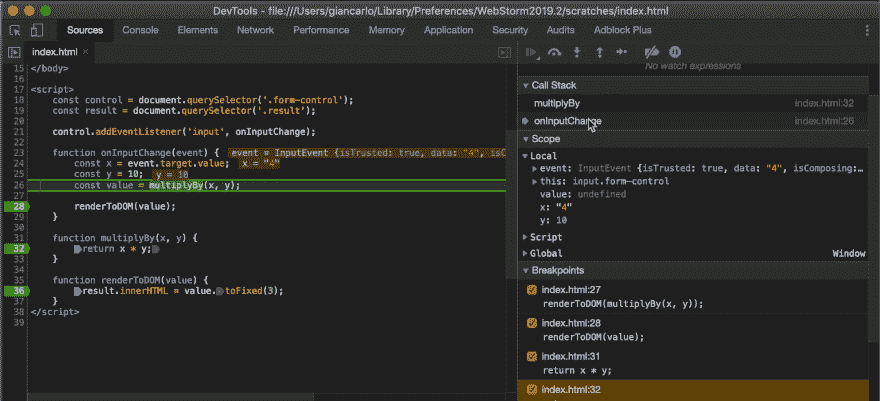 DevTools - file:///Users/giancarlo/Library/Preferences/WebStorm2019.2/scratches/index.html
Sources Console Elements Network Performance Memory Application Security Audits Adblock Plus
index.html ×
15 </body>
16
17 <script>
18 const control = document.querySelector('.form-control');
19 const result = document.querySelector('.result');
20
21 control.addEventListener('input', onInputChange);
22
23 function onInputChange(event) { event = InputEvent {isTrusted: true, data: "4", isC
24 const x = event.target.value; x = "4"
25 const y = 10; y = 10
26 const value = multiplyBy(x, y);
28 renderToDOM(value);
29 }
30
31 function multiplyBy(x, y) {
32 return x * y;
33 }
34
35 function renderToDOM(value) {
36 result.innerHTML = value.toFixed(3);
37 }
38 </script>
39
No watch expressions
Call Stack
multiplyBy index.html:32
onInputChange index.html:26
Scope
Local
event: InputEvent {isTrusted: true, data: "4", isComposing:…
this: input.form-control
value: undefined
x: "4"
y: 10
Script
Global Window
Breakpoints
index.html:27
renderToDOM(multiplyBy(x, y));
index.html:28
renderToDOM(value);
index.html:31
return x * y;
index.html:32